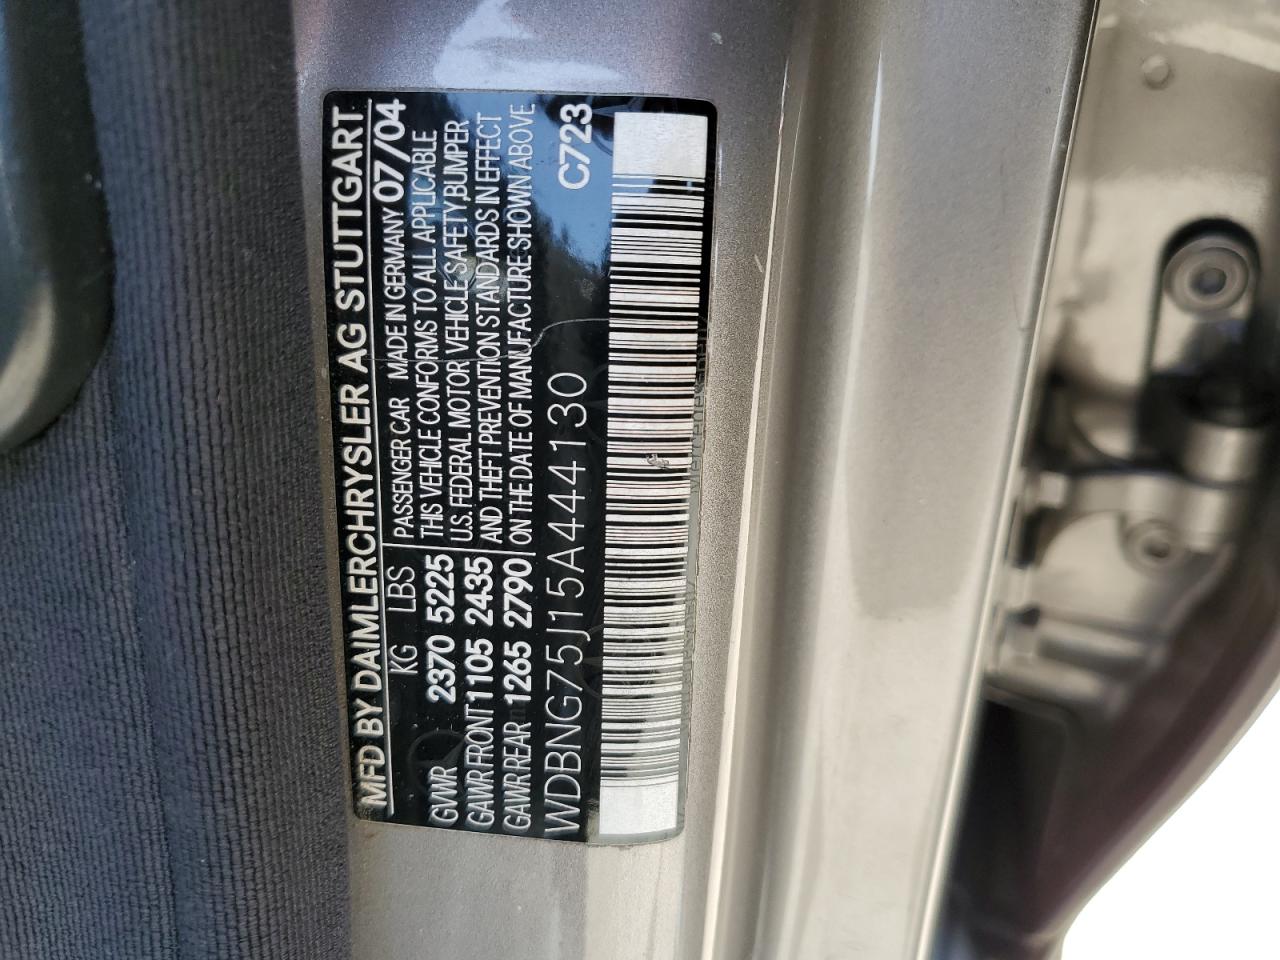 MFD BY DAIMLERCHRYSLER AG STUTTGART
KG LBS PASSENGER CAR MADE IN GERMANY 07/04
GVWR 2370 5225 THIS VEHICLE CONFORMS TO ALL APPLICABLE
GAWR FRONT 1105 2435 U.S. FEDERAL MOTOR VEHICLE SAFETY, BUMPER
AND THEFT PREVENTION STANDARDS IN EFFECT
GAWR REAR 1265 2790 ON THE DATE OF MANUFACTURE SHOWN ABOVE
WDBNG75J15A444130 C723